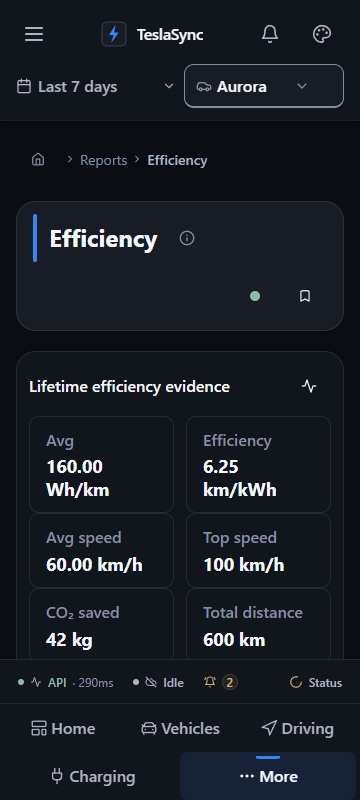 TeslaSync
Last 7 days
Aurora
Reports
Efficiency
Efficiency
Lifetime efficiency evidence
Avg
160.00
Wh/km
Efficiency
6.25
km/kWh
Avg speed
60.00 km/h
Top speed
100 km/h
CO₂ saved
42 kg
Total distance
600 km
API · 290ms
Idle
2
Status
Home
Vehicles
Driving
Charging
More